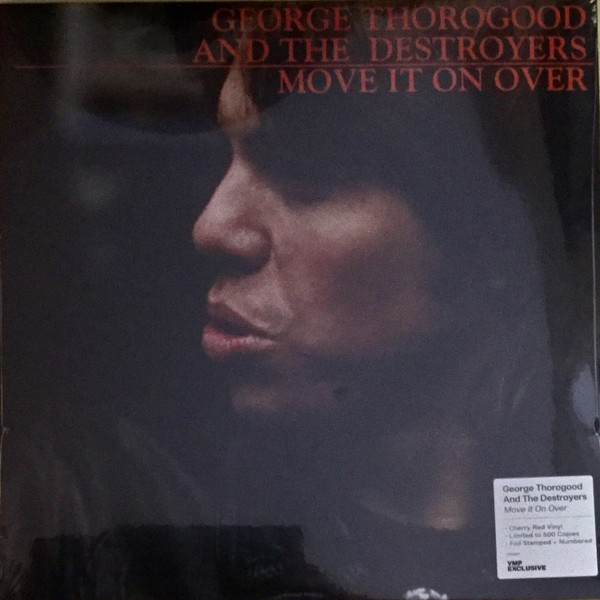 GEORGE THOROGOOD
AND THE DESTROYERS
MOVE IT ON OVER
George Thorogood
And The Destroyers
Move It On Over
- Cherry Red Vinyl
- Limited to 500 Copies
- Foil Stamped + Numbered
VMP
EXCLUSIVE